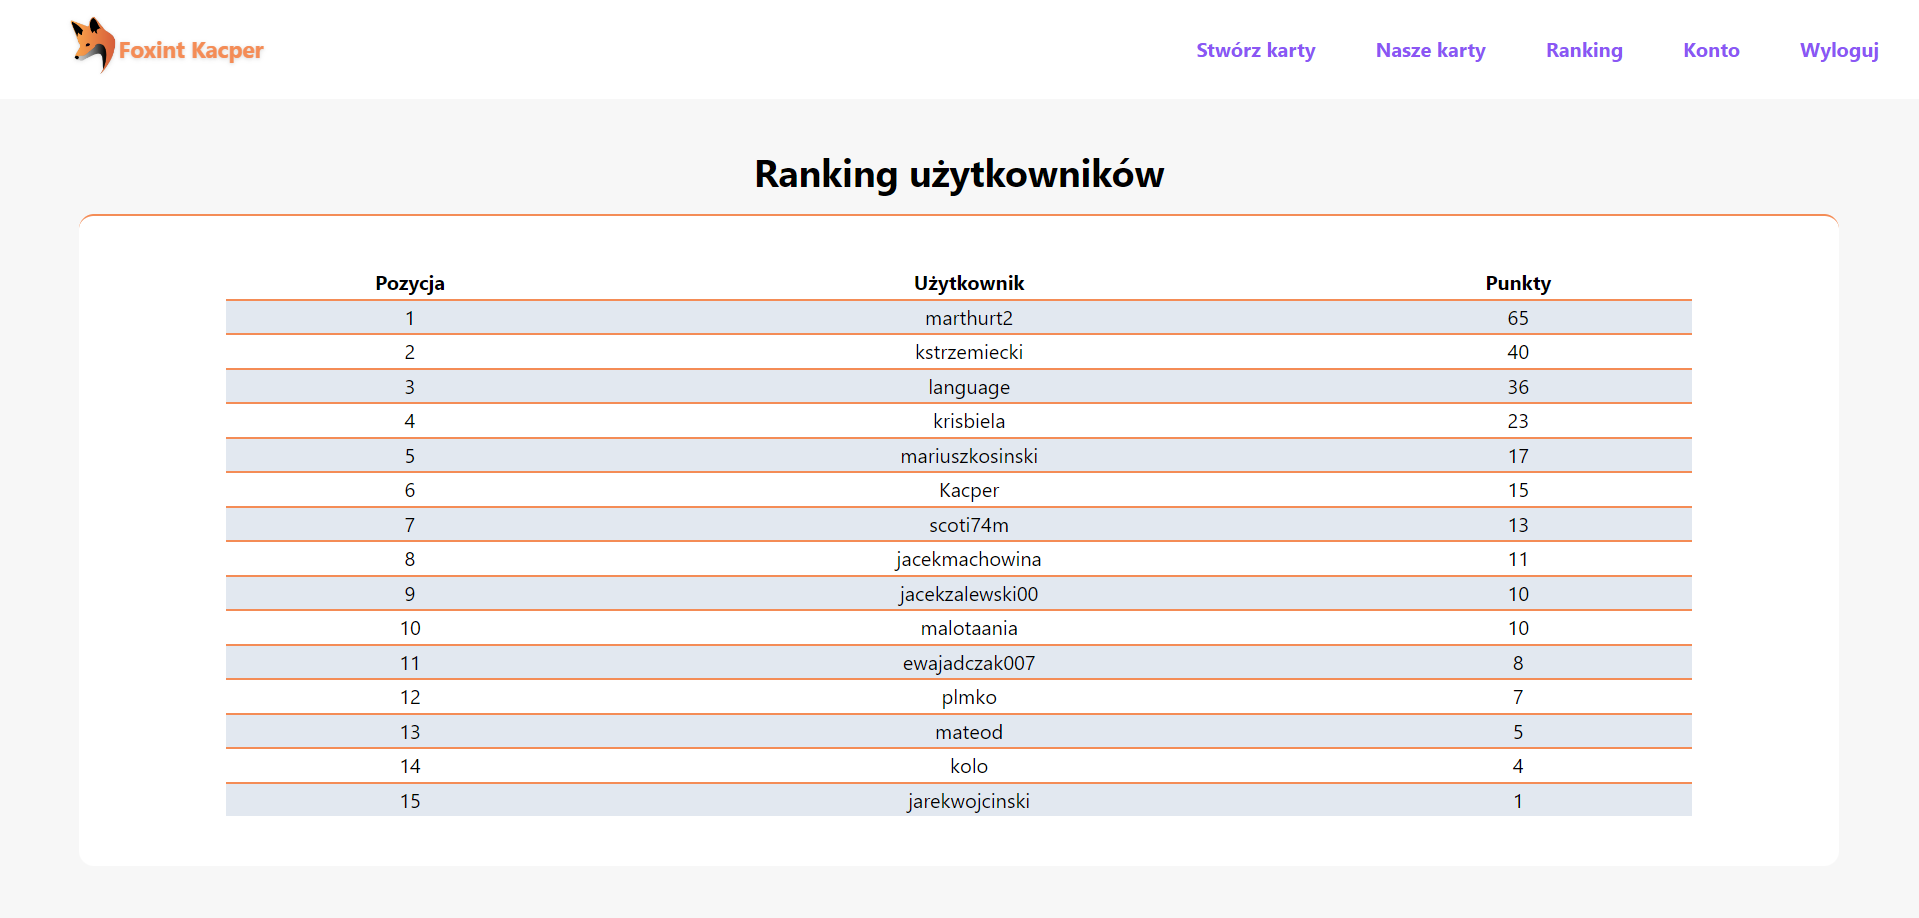 Foxint Kacper Stwórz karty Nasze karty Ranking Konto Wyloguj
Ranking użytkowników
Pozycja Użytkownik Punkty
1 marthurt2 65
2 kstrzemiecki 40
3 language 36
4 krisbiela 23
5 mariuszkosinski 17
6 Kacper 15
7 scoti74m 13
8 jacekmachowina 11
9 jacekzalewski00 10
10 malotaania 10
11 ewajadczak007 8
12 plmko 7
13 mateod 5
14 kolo 4
15 jarekwojcinski 1